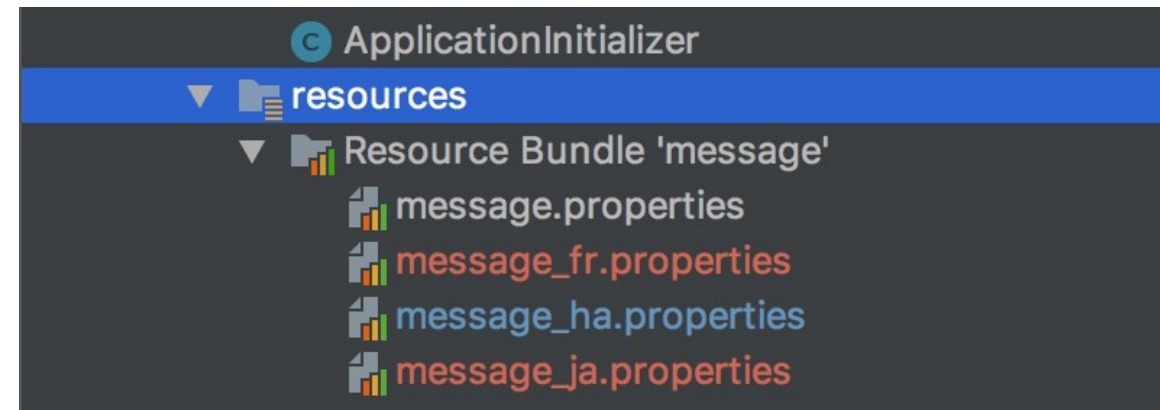 C ApplicationInitializer
resources
Resource Bundle 'message'
message.properties
message_fr.properties
message_ha.properties
message_ja.properties